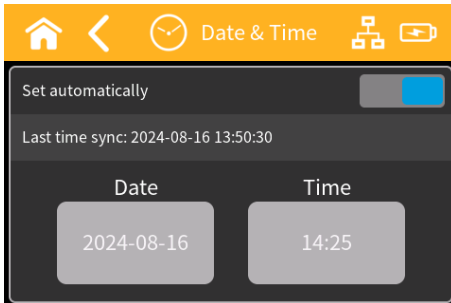 Date & Time
Set automatically
Last time sync: 2024-08-16 13:50:30
Date Time
2024-08-16 14:25